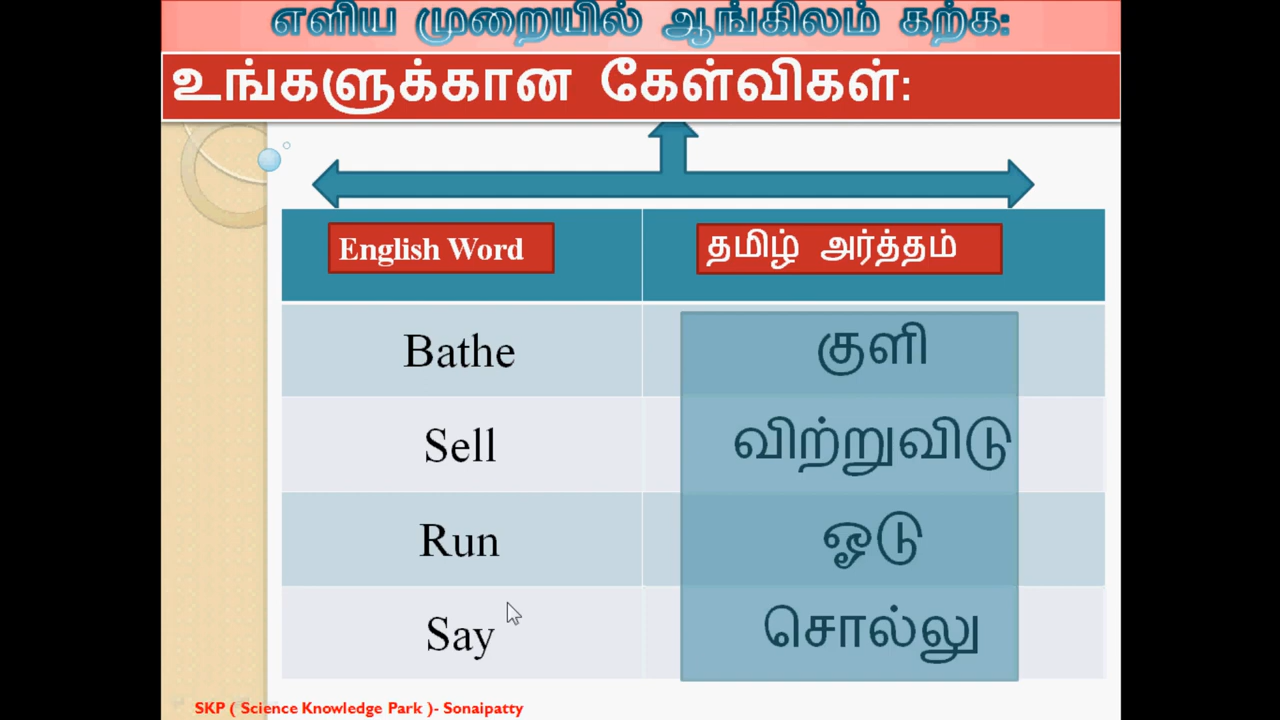 எளிய முறையில் ஆங்கிலம் கற்க:
உங்களுக்கான கேள்விகள்:
English Word தமிழ் அர்த்தம்
Bathe குளி
Sell விற்றுவிடு
Run ஓடு
Say சொல்லு
SKP ( Science Knowledge Park )- Sonaipatty